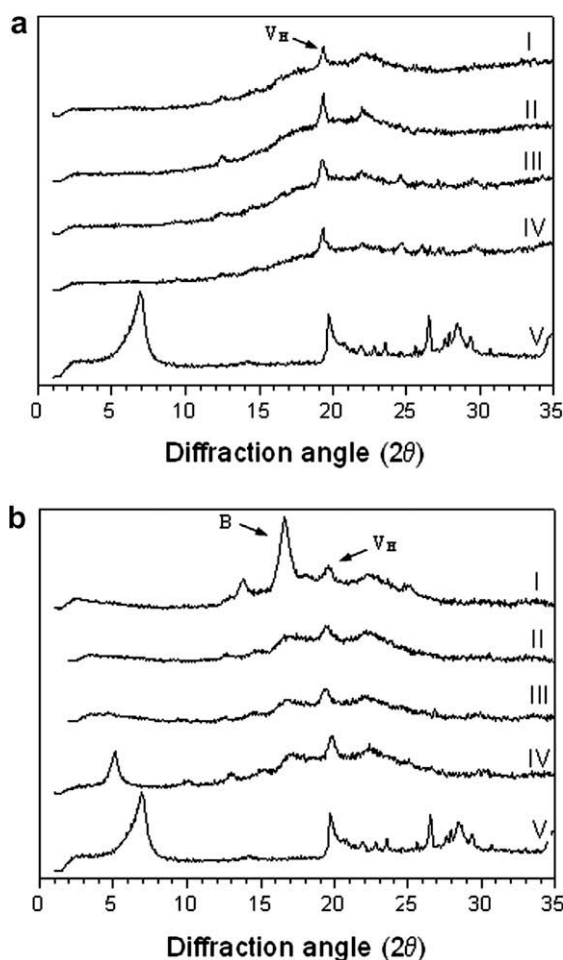 a
V_H
I
II
III
IV
V
0 5 10 15 20 25 30 35
Diffraction angle (2θ)
b
B
V_H
I
II
III
IV
V
0 5 10 15 20 25 30 35
Diffraction angle (2θ)